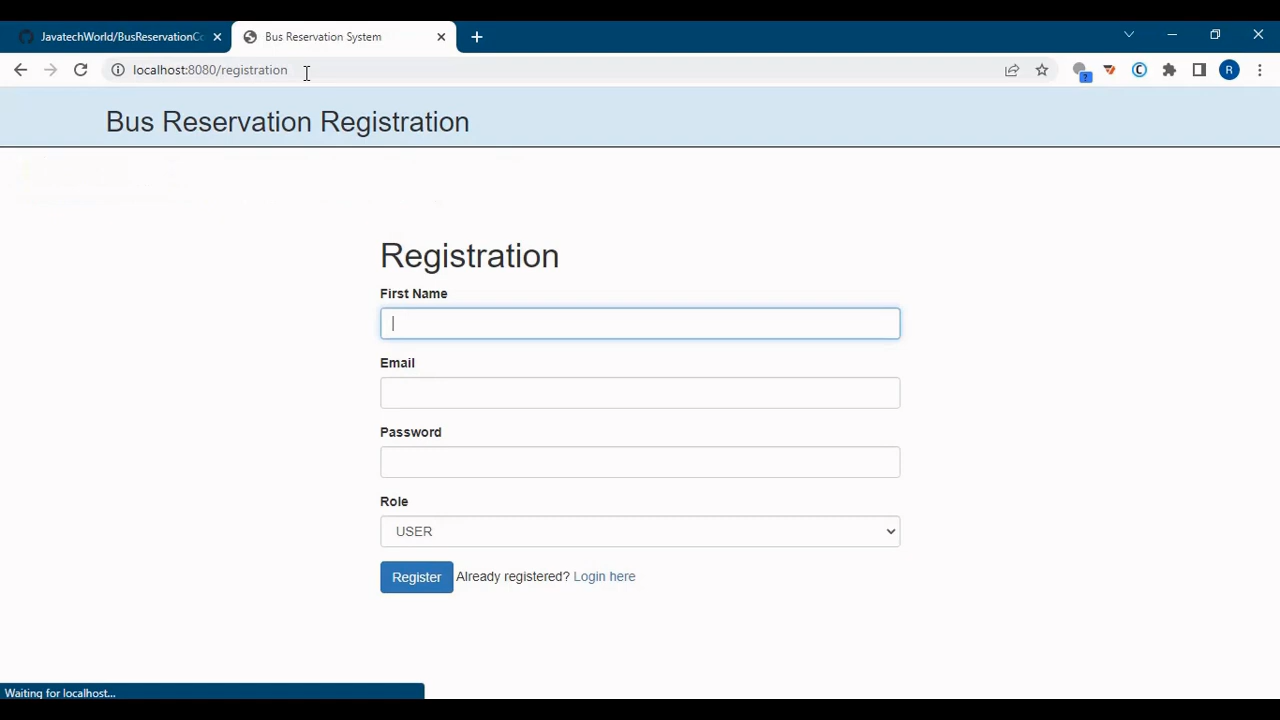 JavatechWorld/BusReservationCo
Bus Reservation System
localhost:8080/registration
?
R
Bus Reservation Registration
Registration
First Name
Email
Password
Role
USER
Register Already registered? Login here
Waiting for localhost...